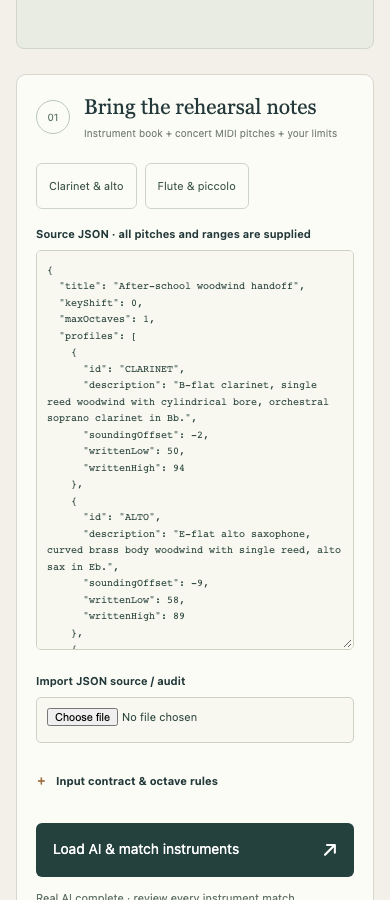 01
Bring the rehearsal notes
Instrument book + concert MIDI pitches + your limits
Clarinet & alto
Flute & piccolo
Source JSON · all pitches and ranges are supplied
{
"title": "After-school woodwind handoff",
"keyShift": 0,
"maxOctaves": 1,
"profiles": [
{
"id": "CLARINET",
"description": "B-flat clarinet, single
reed woodwind with cylindrical bore, orchestral
soprano clarinet in Bb.",
"soundingOffset": -2,
"writtenLow": 50,
"writtenHigh": 94
},
{
"id": "ALTO",
"description": "E-flat alto saxophone,
curved brass body woodwind with single reed, alto
sax in Eb.",
"soundingOffset": -9,
"writtenLow": 58,
"writtenHigh": 89
},
{
Import JSON source / audit
Choose file No file chosen
+ Input contract & octave rules
Load AI & match instruments
Real AI complete · review every instrument match